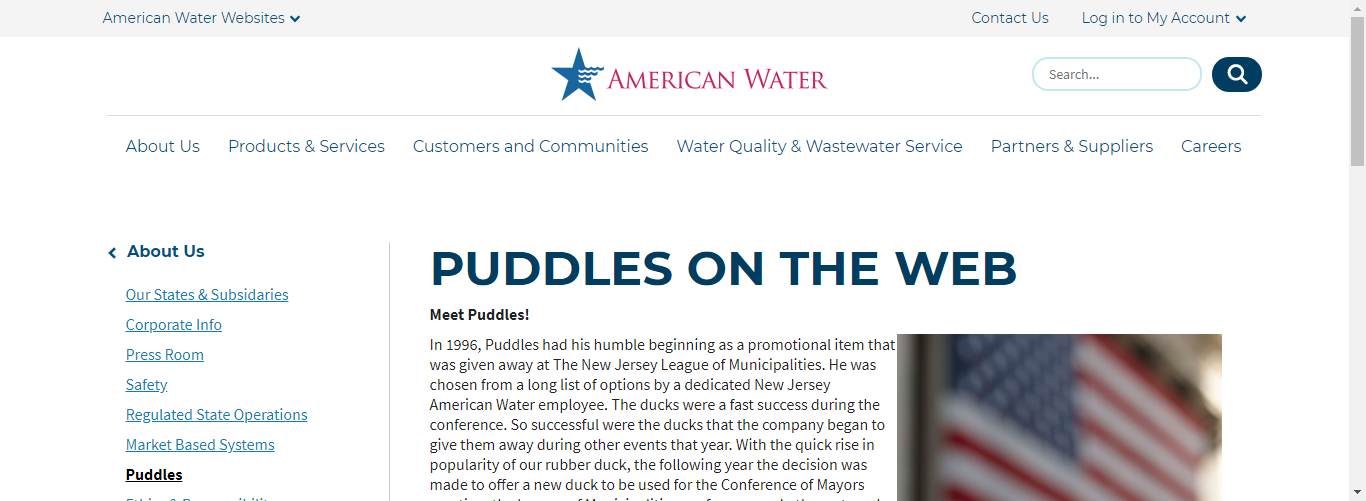 American Water Websites
Contact Us
Log in to My Account
AMERICAN WATER
Search...
About Us
Products & Services
Customers and Communities
Water Quality & Wastewater Service
Partners & Suppliers
Careers
About Us
Our States & Subsidaries
Corporate Info
Press Room
Safety
Regulated State Operations
Market Based Systems
Puddles
PUDDLES ON THE WEB
Meet Puddles!
In 1996, Puddles had his humble beginning as a promotional item that
was given away at The New Jersey League of Municipalities. He was
chosen from a long list of options by a dedicated New Jersey
American Water employee. The ducks were a fast success during the
conference. So successful were the ducks that the company began to
give them away during other events that year. With the quick rise in
popularity of our rubber duck, the following year the decision was
made to offer a new duck to be used for the Conference of Mayors